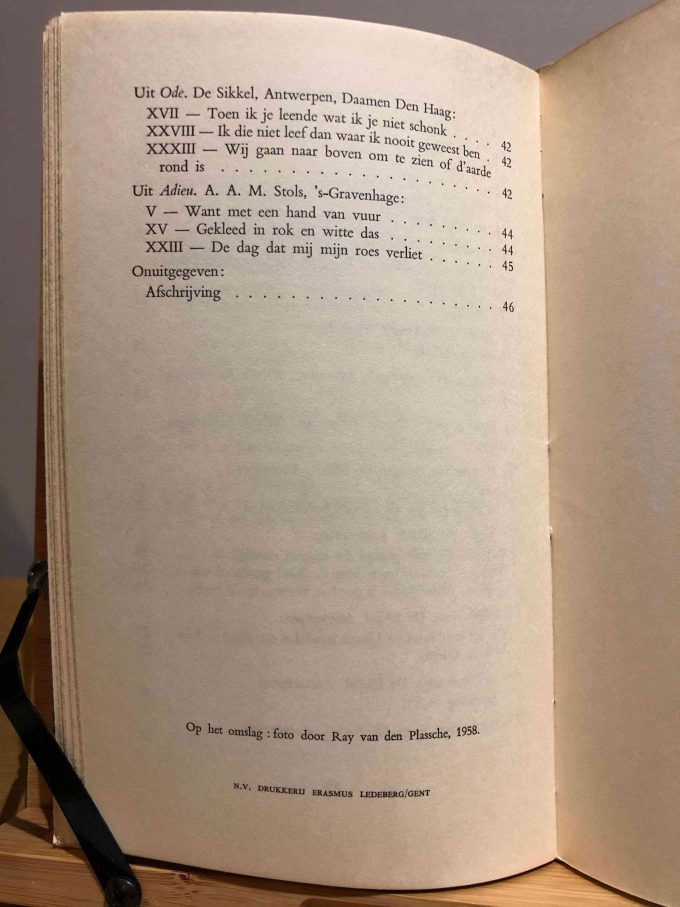 Uit Ode. De Sikkel, Antwerpen, Daamen Den Haag:
XVII — Toen ik je leende wat ik je niet schonk . . . . 42
XXVIII — Ik die niet leef dan waar ik nooit geweest ben . 42
XXXIII — Wij gaan naar boven om te zien of d'aarde
rond is . . . . . . . . . . . . . . . . . 42
Uit Adieu. A. A. M. Stols, 's-Gravenhage:
V — Want met een hand van vuur . . . . . . . . 44
XV — Gekleed in rok en witte das . . . . . . . . 44
XXIII — De dag dat mij mijn roes verliet . . . . . . 45
Onuitgegeven:
Afschrijving . . . . . . . . . . . . . . . . . . . 46
Op het omslag : foto door Ray van den Plassche, 1958.
N.V. DRUKKERIJ ERASMUS LEDEBERG/GENT